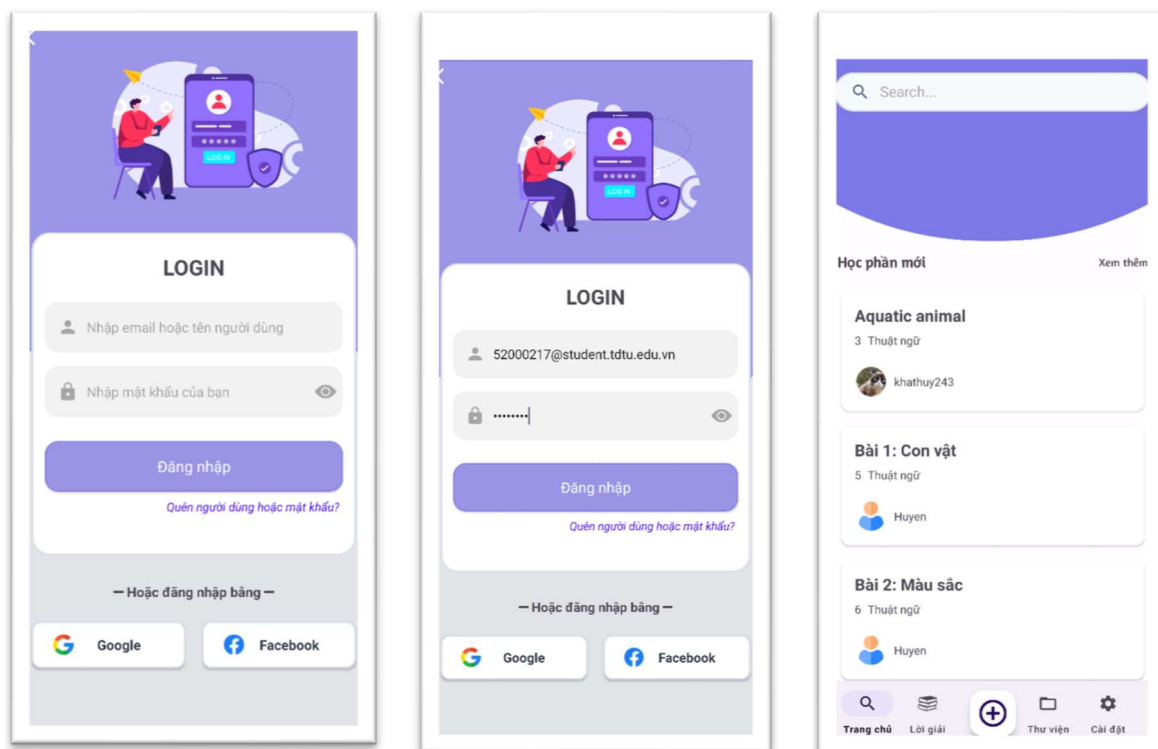 LOG IN
LOGIN
Nhập email hoặc tên người dùng
Nhập mật khẩu của bạn
Đăng nhập
Quên người dùng hoặc mật khẩu?
Hoặc đăng nhập bằng
Google
Facebook
LOG IN
LOGIN
52000217@student.tdtu.edu.vn
Đăng nhập
Quên người dùng hoặc mật khẩu?
Hoặc đăng nhập bằng
Google
Facebook
Search...
Học phần mới
Xem thêm
Aquatic animal
3 Thuật ngữ
khathuy243
Bài 1: Con vật
5 Thuật ngữ
Huyen
Bài 2: Màu sắc
6 Thuật ngữ
Huyen
Trang chủ
Lời giải
Thư viện
Cài đặt